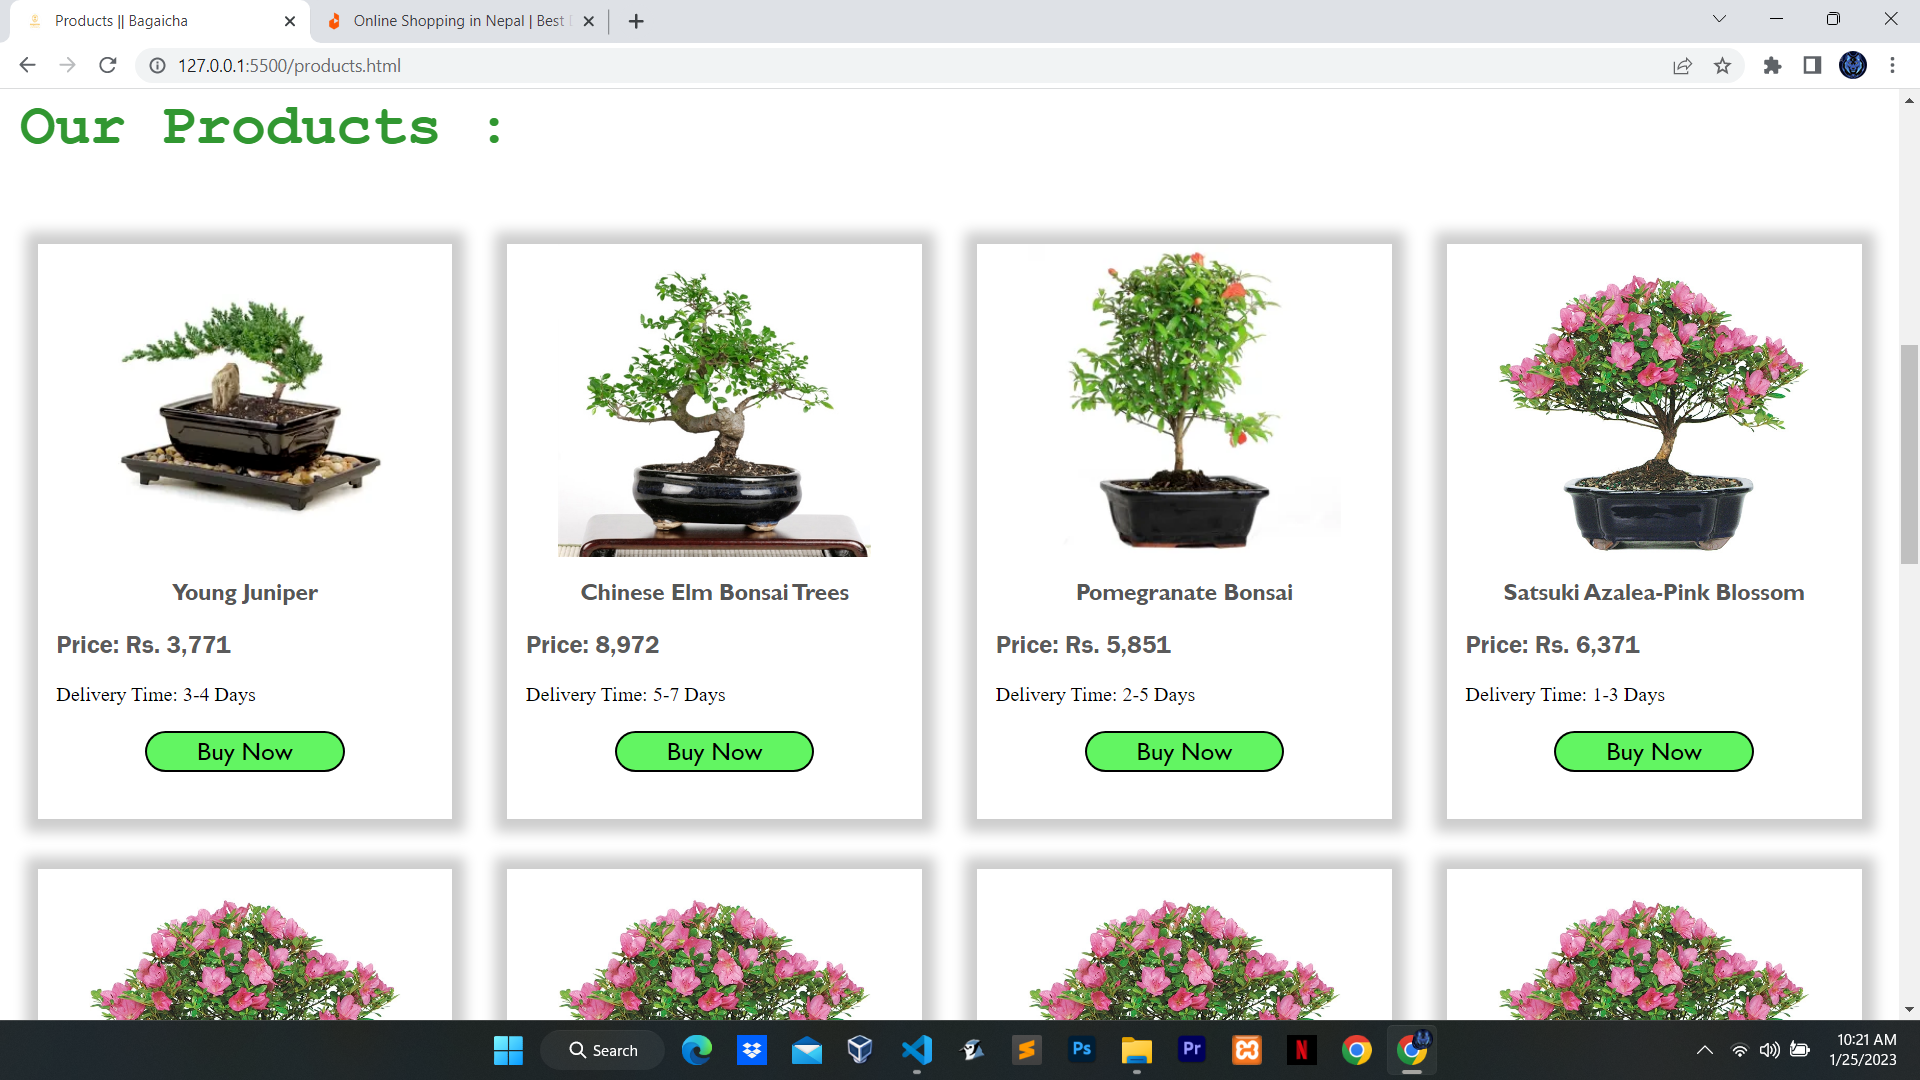 Products || Bagaicha
Online Shopping in Nepal | Best
127.0.0.1:5500/products.html
Our Products :
Young Juniper
Price: Rs. 3,771
Delivery Time: 3-4 Days
Buy Now
Chinese Elm Bonsai Trees
Price: 8,972
Delivery Time: 5-7 Days
Buy Now
Pomegranate Bonsai
Price: Rs. 5,851
Delivery Time: 2-5 Days
Buy Now
Satsuki Azalea-Pink Blossom
Price: Rs. 6,371
Delivery Time: 1-3 Days
Buy Now
Search
Ps
Pr
N
10:21 AM
1/25/2023